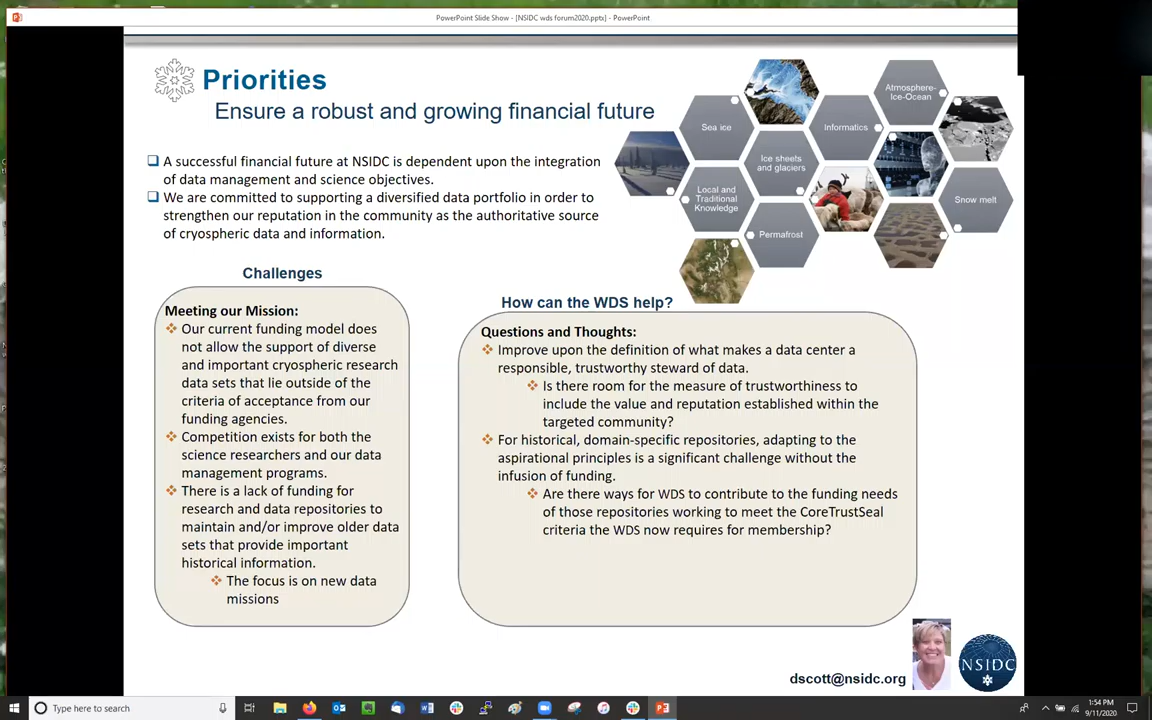 PowerPoint Slide Show - [NSIDC wds forum2020.pptx] - PowerPoint
Priorities
Ensure a robust and growing financial future
A successful financial future at NSIDC is dependent upon the integration
of data management and science objectives.
We are committed to supporting a diversified data portfolio in order to
strengthen our reputation in the community as the authoritative source
of cryospheric data and information.
Atmosphere-
Ice-Ocean
Sea ice
Informatics
Ice sheets
and glaciers
Local and
Traditional
Knowledge
Snow melt
Permafrost
Challenges
Meeting our Mission:
Our current funding model does
not allow the support of diverse
and important cryospheric research
data sets that lie outside of the
criteria of acceptance from our
funding agencies.
Competition exists for both the
science researchers and our data
management programs.
There is a lack of funding for
research and data repositories to
maintain and/or improve older data
sets that provide important
historical information.
The focus is on new data
missions
How can the WDS help?
Questions and Thoughts:
Improve upon the definition of what makes a data center a
responsible, trustworthy steward of data.
Is there room for the measure of trustworthiness to
include the value and reputation established within the
targeted community?
For historical, domain-specific repositories, adapting to the
aspirational principles is a significant challenge without the
infusion of funding.
Are there ways for WDS to contribute to the funding needs
of those repositories working to meet the CoreTrustSeal
criteria the WDS now requires for membership?
dscott@nsidc.org
NSIDC
Type here to search
1:54 PM
9/11/2020